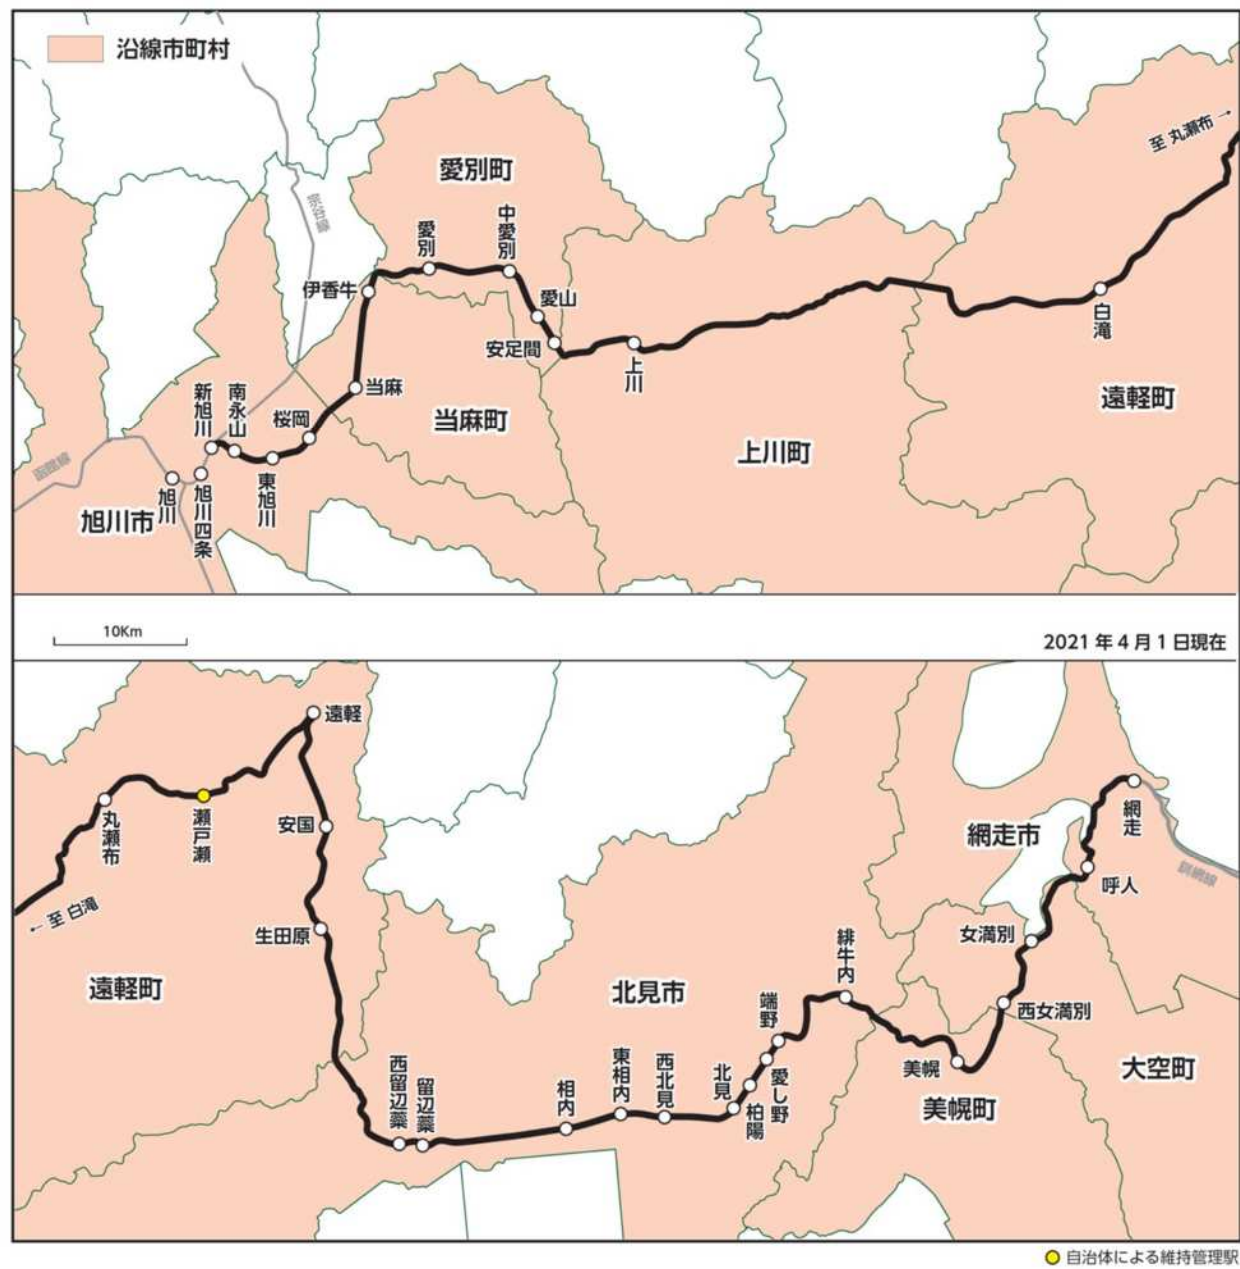 沿線市町村
至 丸瀬布 →
愛別町
宗谷線
愛別
中愛別
伊香牛
愛山
安足間
上川
白滝
遠軽町
当麻
当麻町
上川町
新旭川
南永山
桜岡
函館線
旭川市
旭川
旭川四条
東旭川
10Km
2021 年 4 月 1 日現在
遠軽
丸瀬布
瀬戸瀬
安国
← 至 白滝
生田原
遠軽町
網走市
網走
呼人
釧網線
女満別
緋牛内
西女満別
北見市
端野
美幌
大空町
美幌町
西留辺蘂
留辺蘂
相内
東相内
西北見
北見
柏陽
愛し野
自治体による維持管理駅